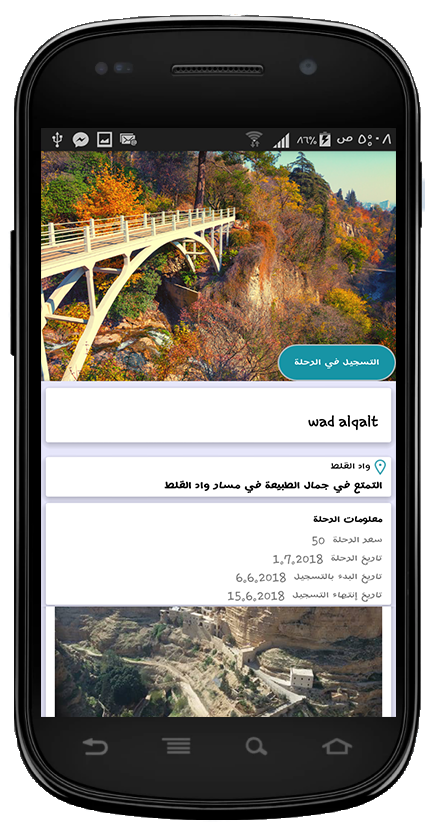 ٥:٠٨ ص ٨٦%
التسجيل في الرحلة
wad alqalt
واد القلط
التمتع في جمال الطبيعة في مسار واد القلط
معلومات الرحلة
سعر الرحلة 50
تاريخ الرحلة 1,7,2018
تاريخ البدء بالتسجيل 6,6,2018
تاريخ إنتهاء التسجيل 15,6,2018